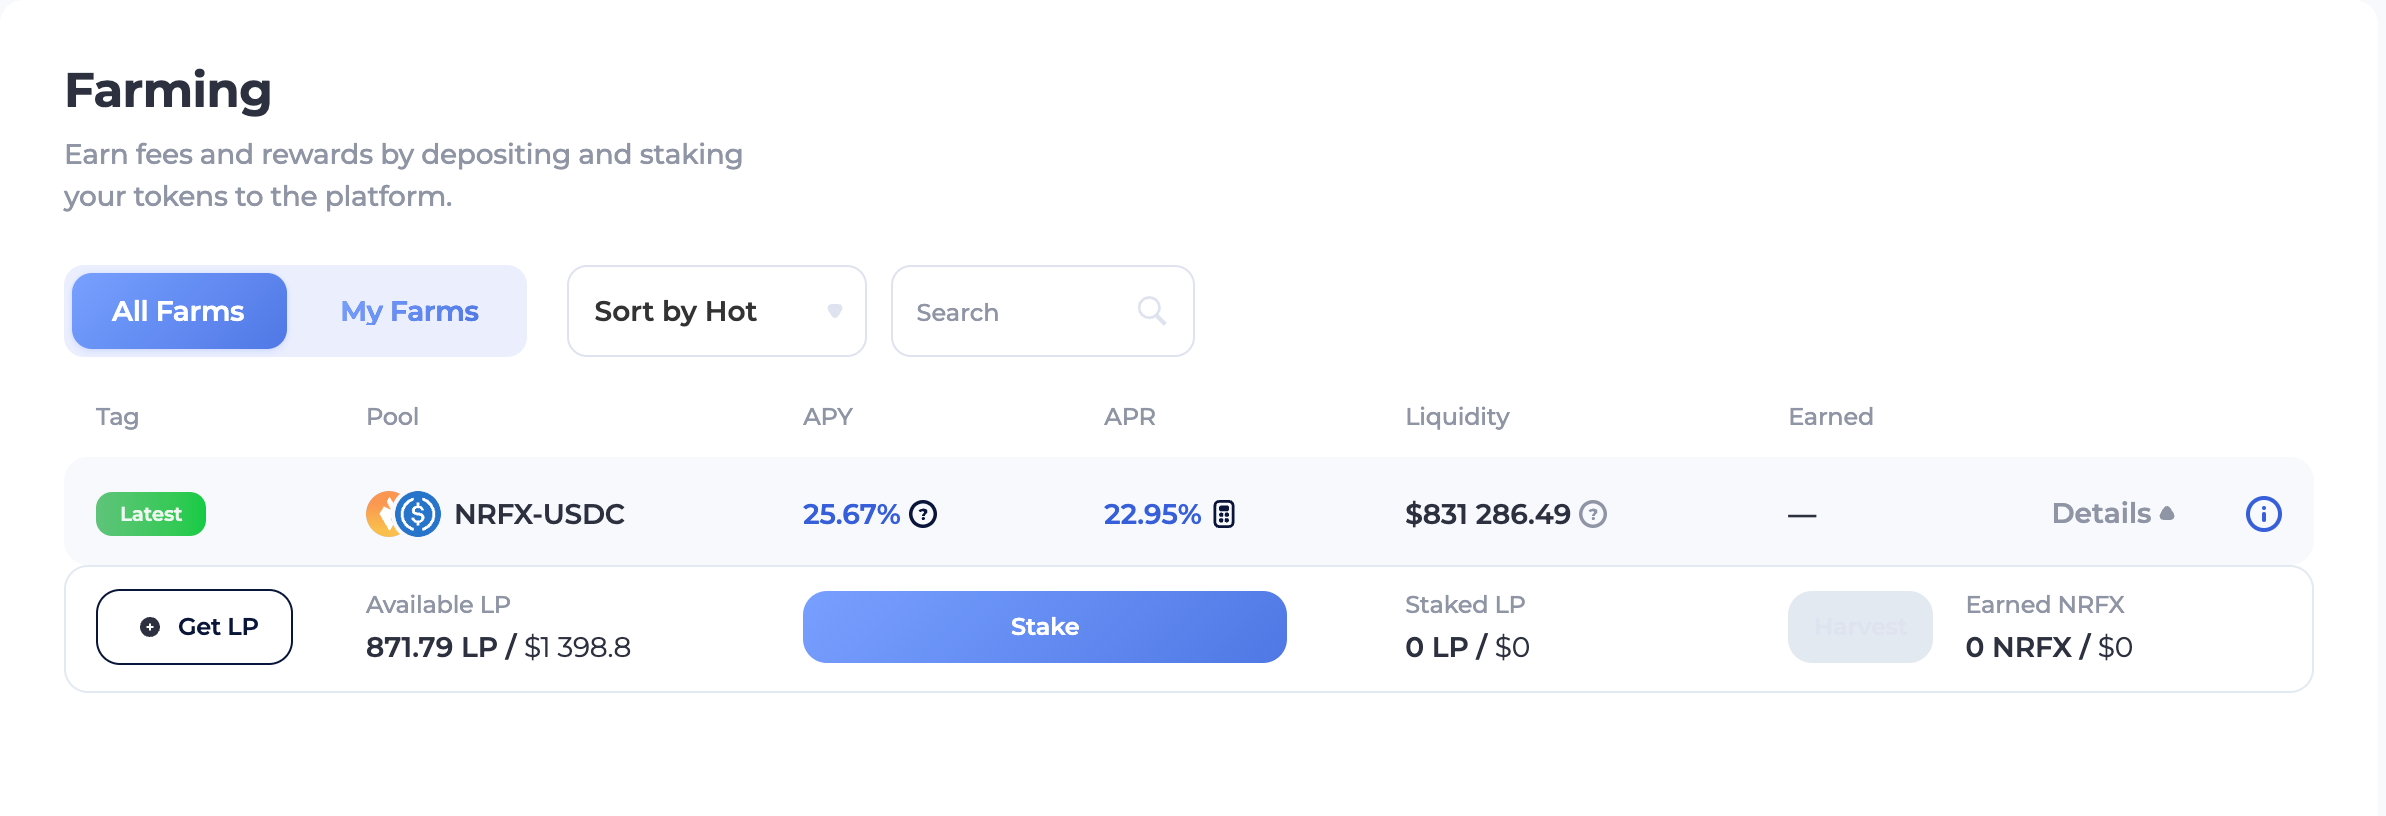 Farming
Earn fees and rewards by depositing and staking
your tokens to the platform.
All Farms My Farms Sort by Hot Search
Tag Pool APY APR Liquidity Earned
Latest NRFX-USDC 25.67% 22.95% $831 286.49 — Details
Get LP Available LP Stake Staked LP Harvest Earned NRFX
871.79 LP / $1 398.8 0 LP / $0 0 NRFX / $0